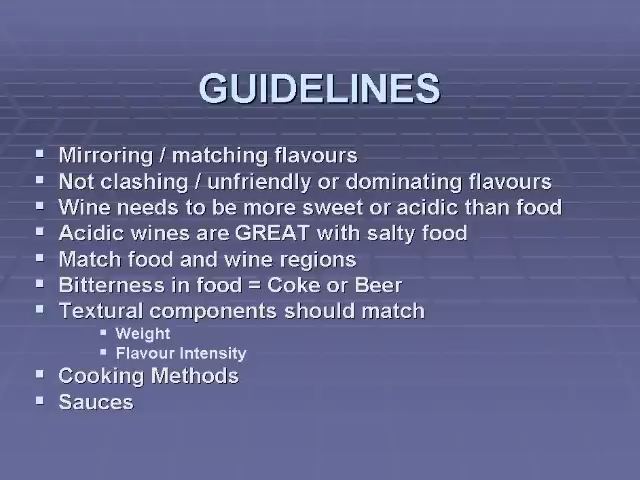 GUIDELINES
Mirroring / matching flavours
Not clashing / unfriendly or dominating flavours
Wine needs to be more sweet or acidic than food
Acidic wines are GREAT with salty food
Match food and wine regions
Bitterness in food = Coke or Beer
Textural components should match
Weight
Flavour Intensity
Cooking Methods
Sauces